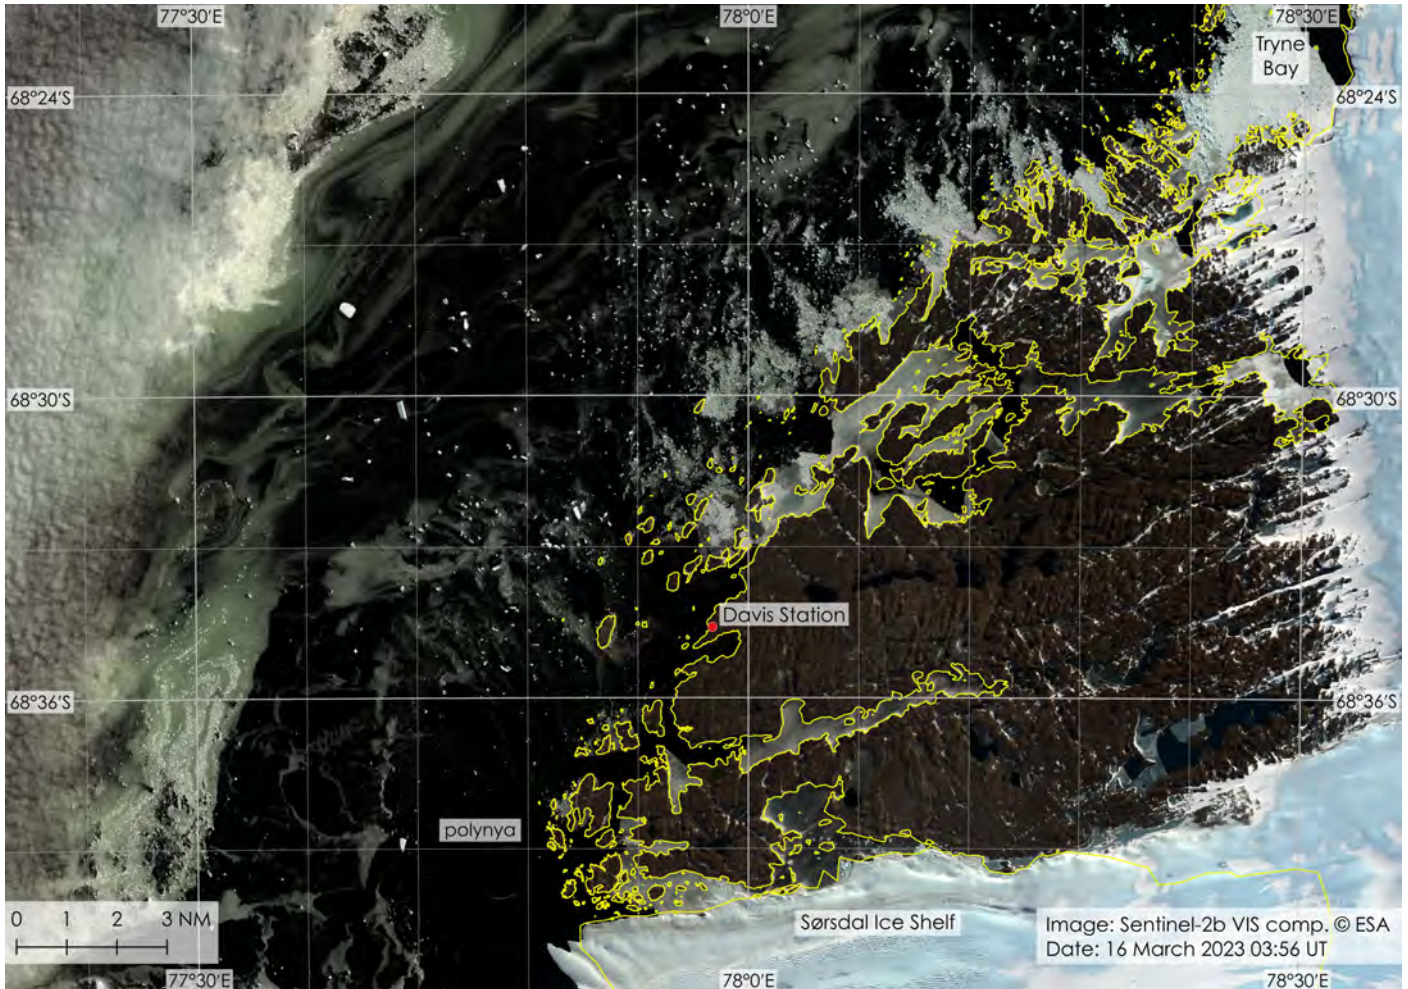 77°30′E
78°0′E
78°30′E
Tryne
Bay
68°24′S
68°24′S
68°30′S
68°30′S
Davis Station
68°36′S
68°36′S
polynya
0 1 2 3 NM
Sørsdal Ice Shelf
Image: Sentinel-2b VIS comp. © ESA
Date: 16 March 2023 03:56 UT
77°30′E
78°0′E
78°30′E